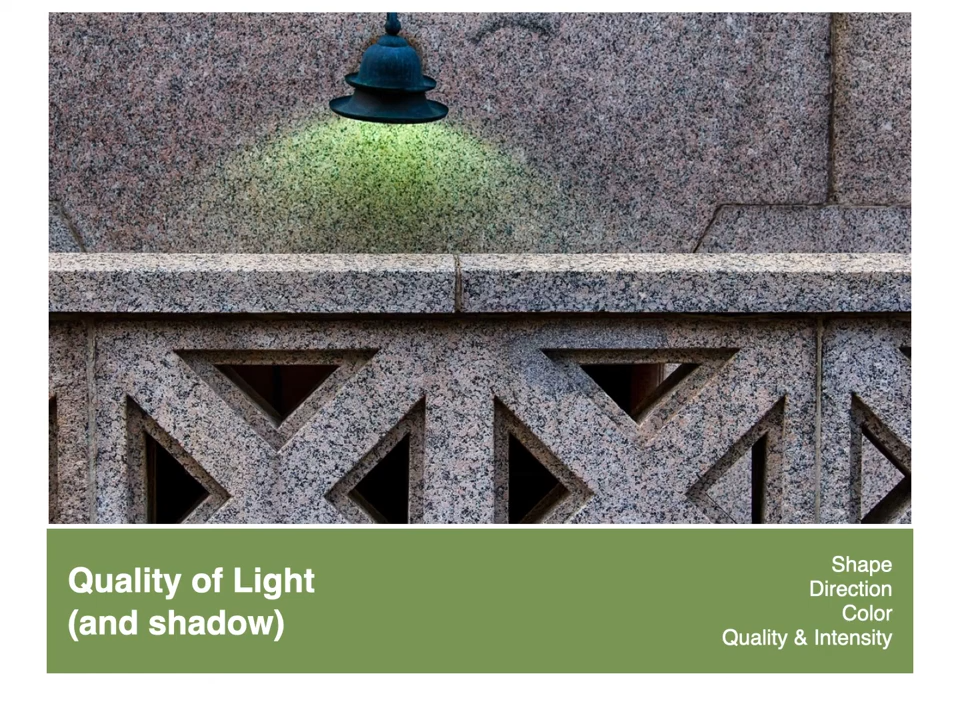 Quality of Light
(and shadow)
Shape
Direction
Color
Quality & Intensity